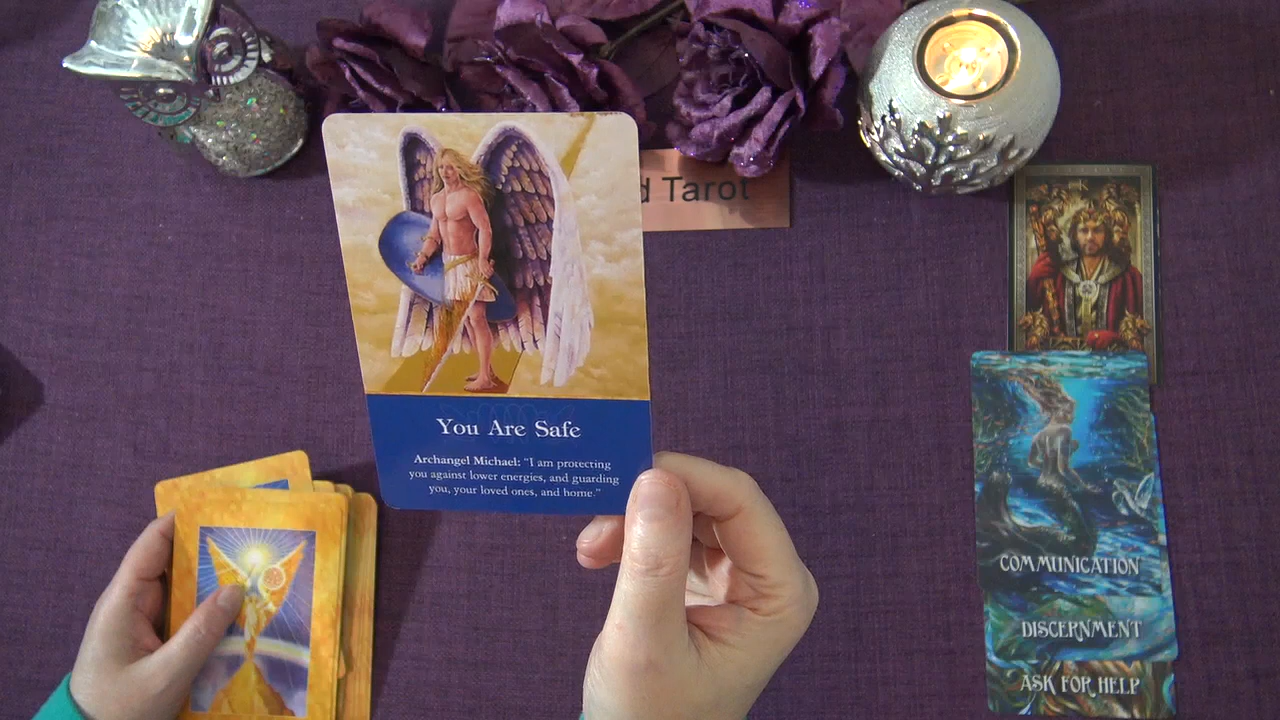 d Tarot
You Are Safe
Archangel Michael: “I am protecting
you against lower energies, and guarding
you, your loved ones, and home.”
COMMUNICATION
DISCERNMENT
ASK FOR HELP